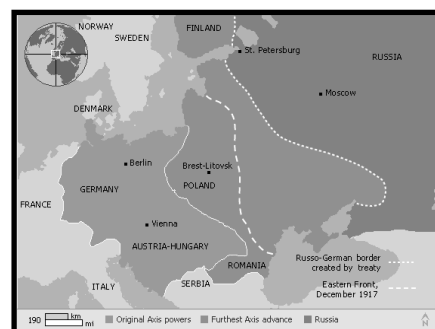 NORWAY
SWEDEN
FINLAND
St. Petersburg
RUSSIA
Moscow
DENMARK
Berlin
Brest-Litovsk
POLAND
GERMANY
FRANCE
Vienna
AUSTRIA-HUNGARY
ITALY
SERBIA
ROMANIA
Russo-German border
created by treaty
Eastern Front,
December 1917
190
km
mi
Original Axis powers
Furthest Axis advance
Russia
N